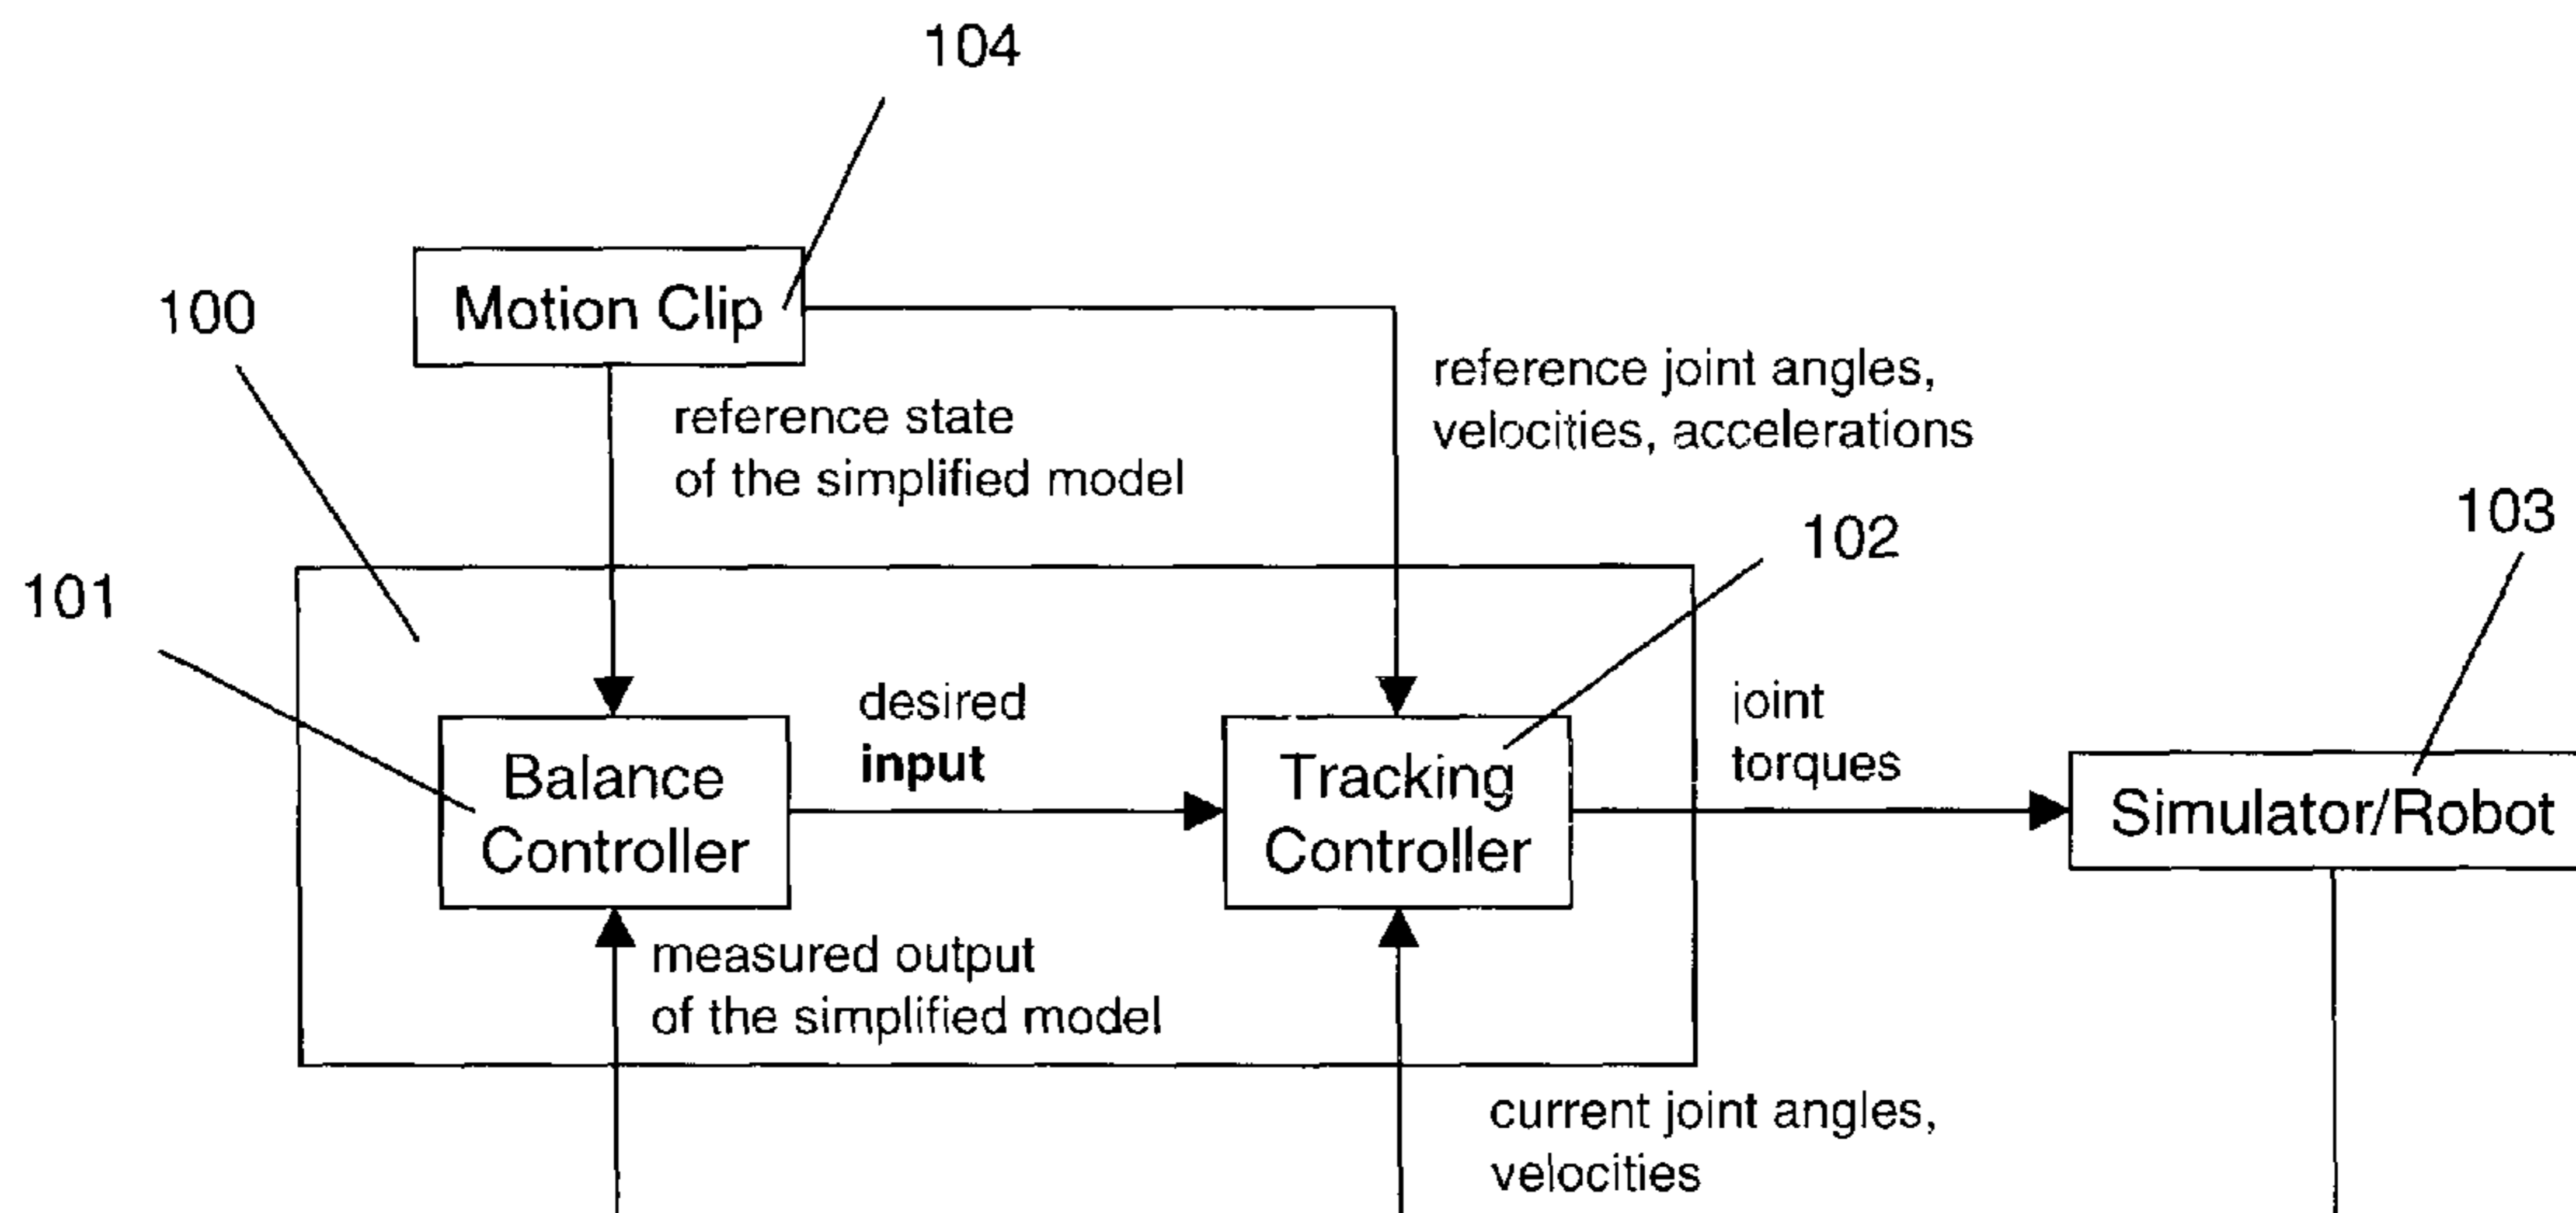 104
100
Motion Clip
reference joint angles,
velocities, accelerations
reference state
of the simplified model
103
102
101
desired
input
joint
torques
Balance
Controller
Tracking
Controller
Simulator/Robot
measured output
of the simplified model
current joint angles,
velocities